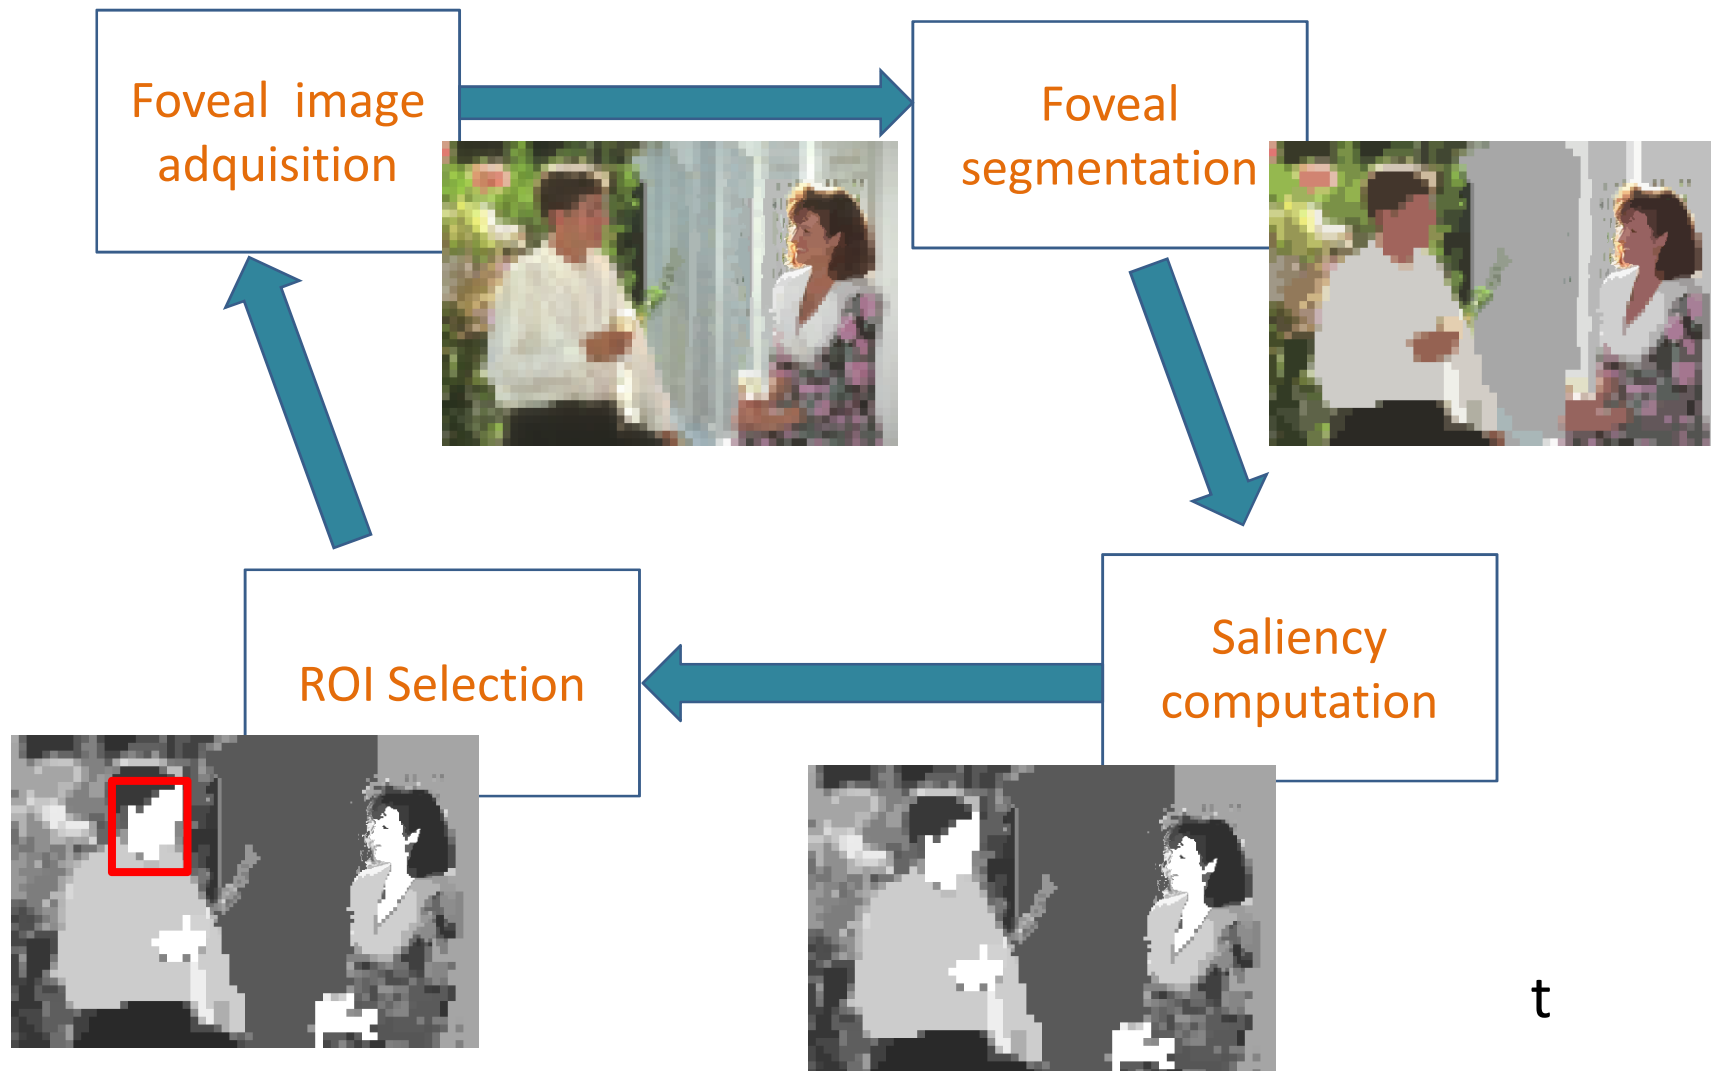 Foveal image
adquisition
Foveal
segmentation
Saliency
computation
ROI Selection
t